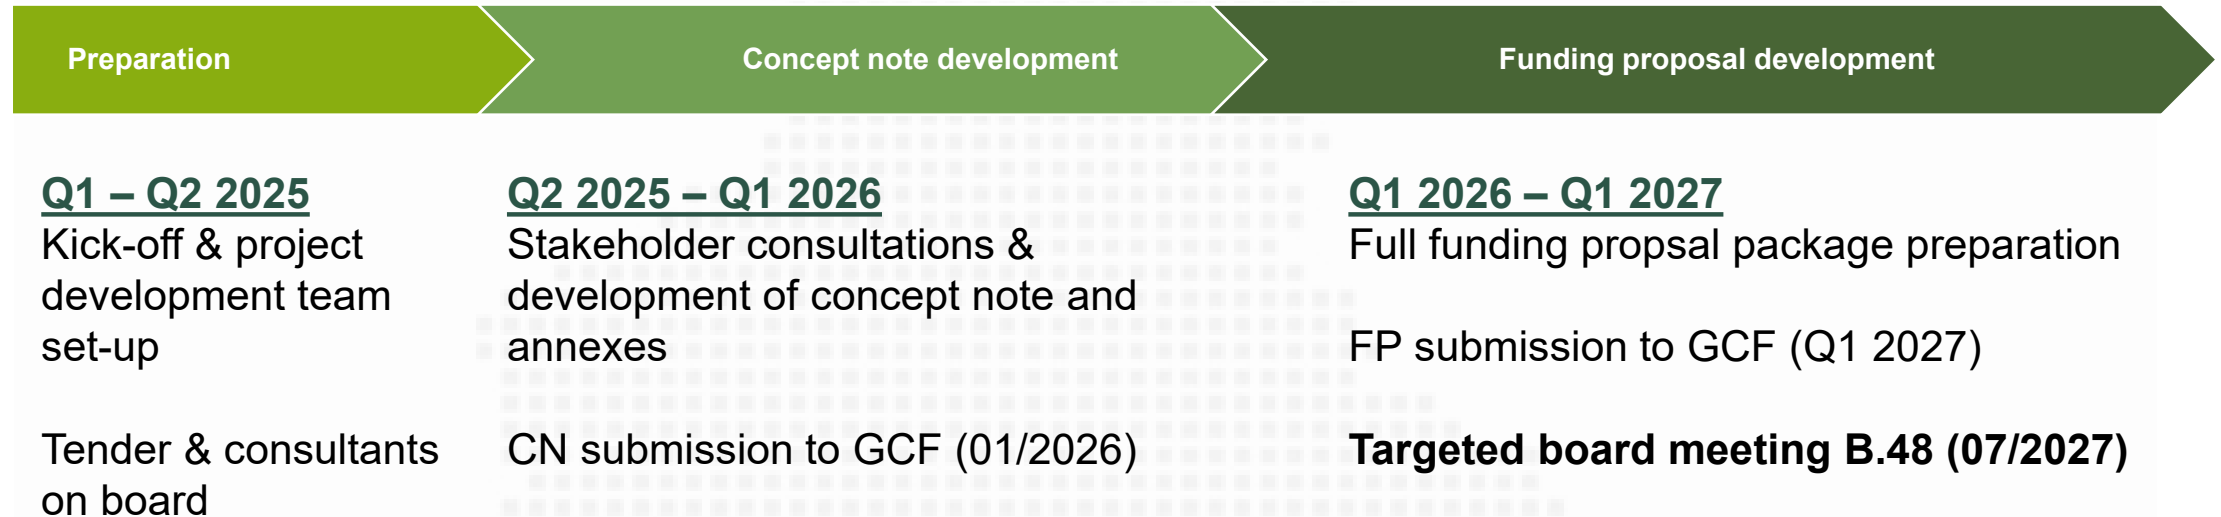 Preparation
Concept note development
Funding proposal development
Q1 – Q2 2025
Kick-off & project
development team
set-up
Tender & consultants
on board
Q2 2025 – Q1 2026
Stakeholder consultations &
development of concept note and
annexes
CN submission to GCF (01/2026)
Q1 2026 – Q1 2027
Full funding propsal package preparation
FP submission to GCF (Q1 2027)
Targeted board meeting B.48 (07/2027)